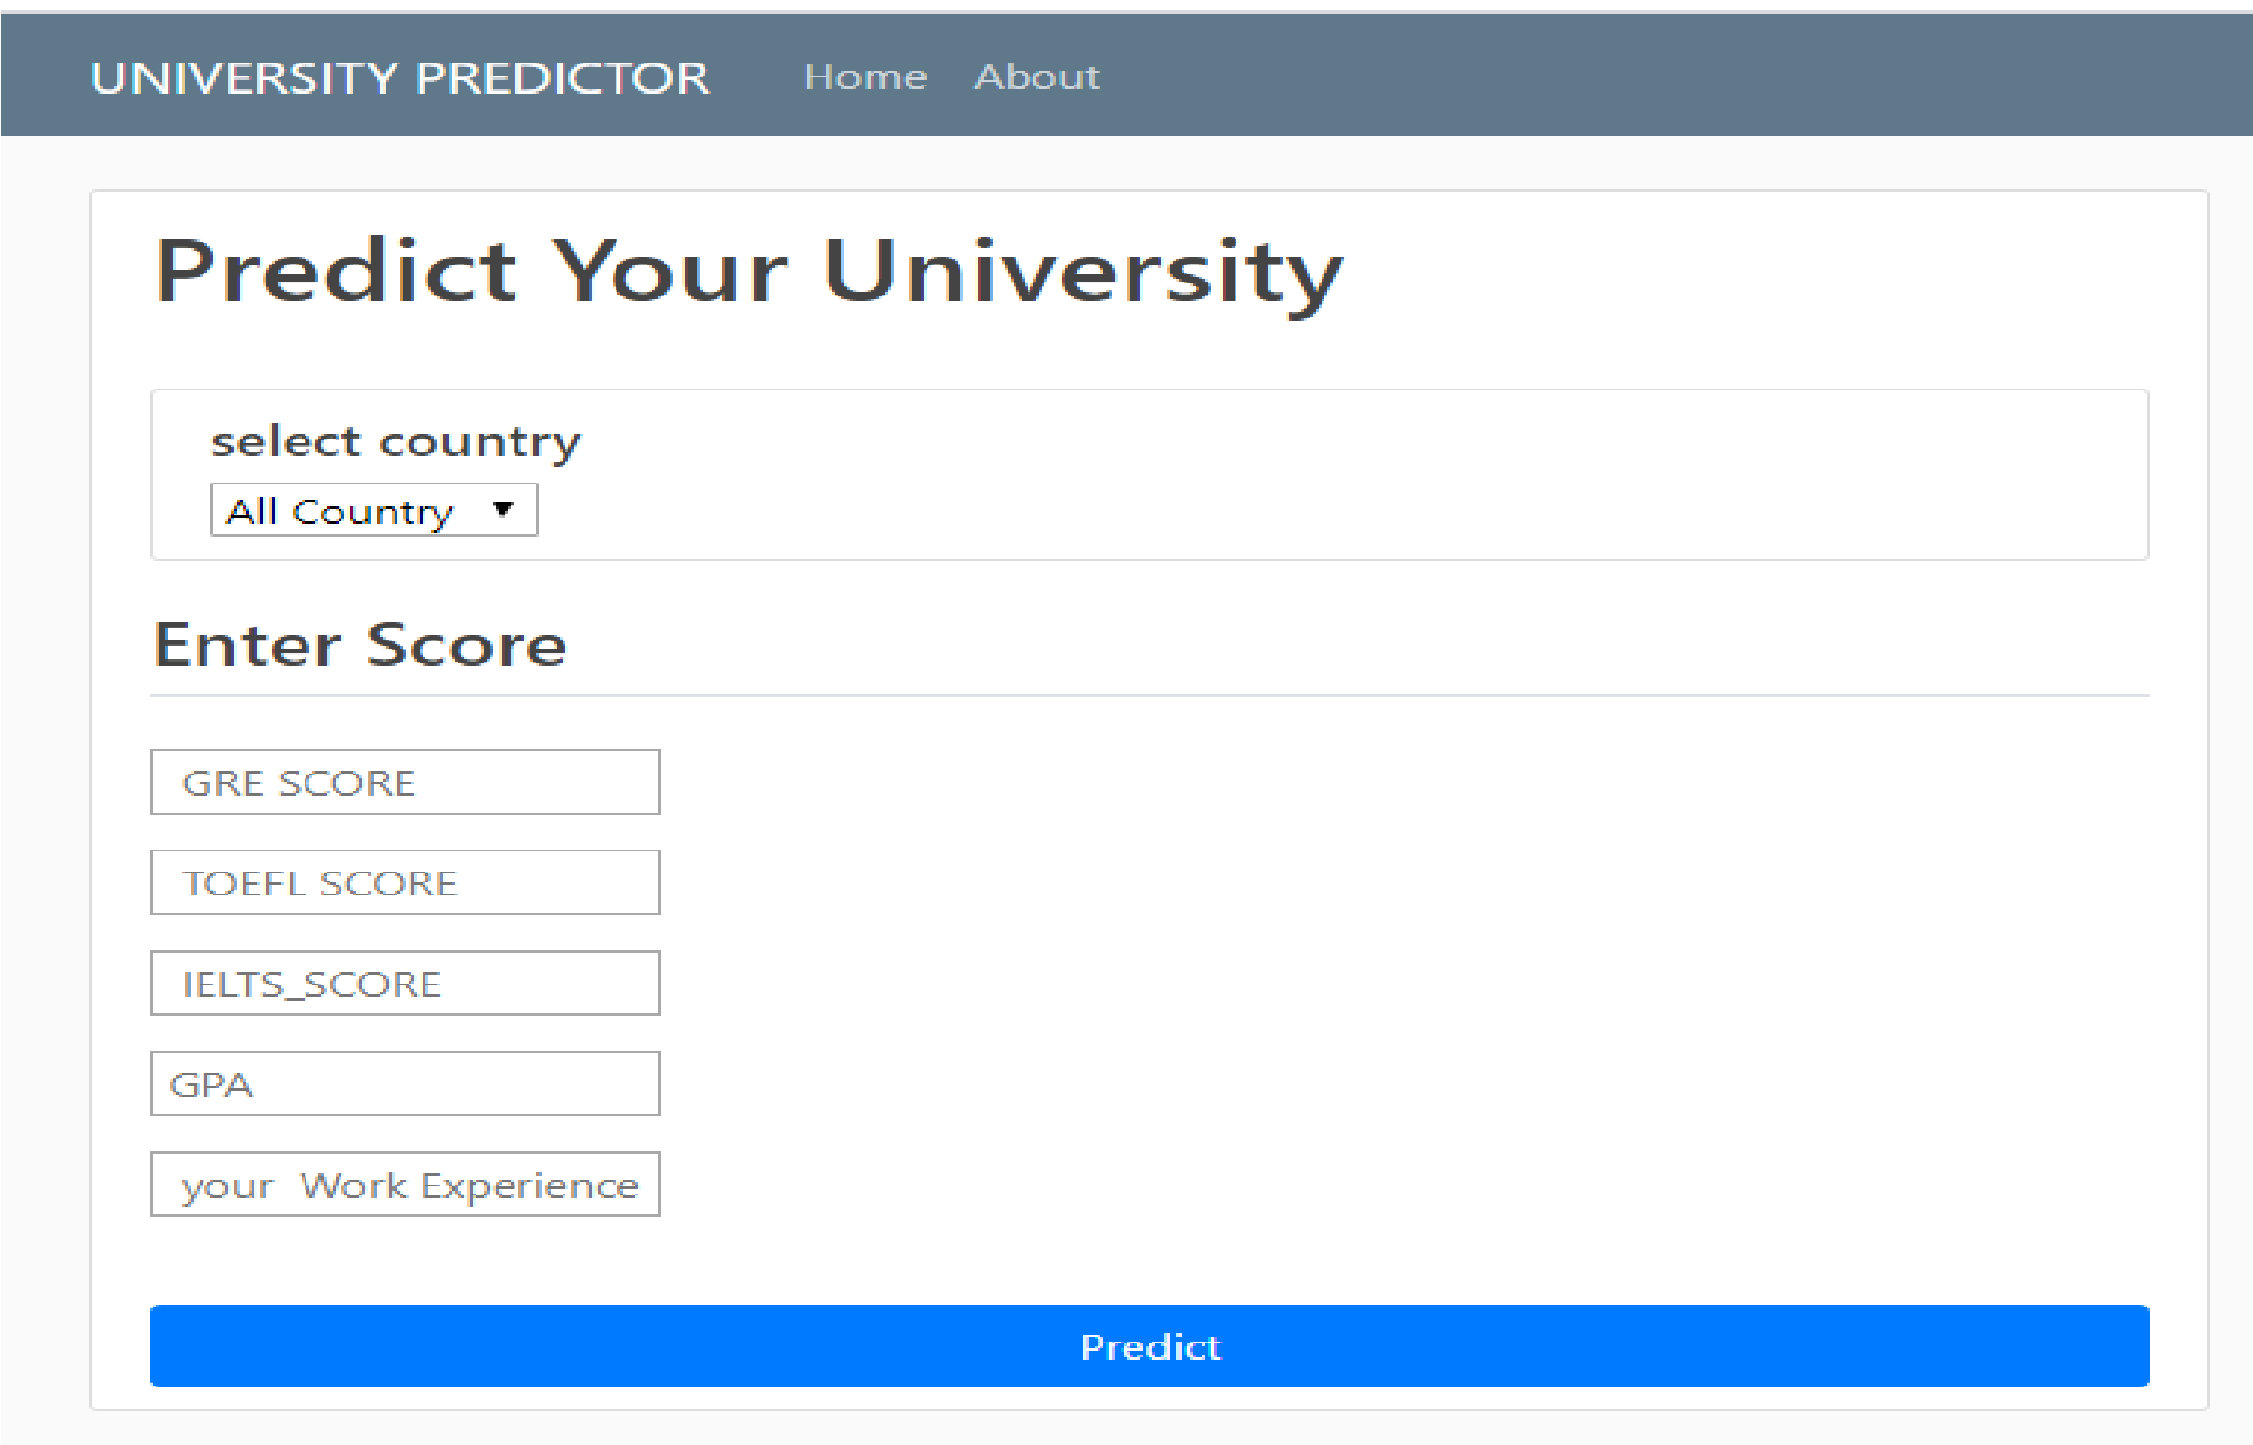 UNIVERSITY PREDICTOR Home About
Predict Your University
select country
All Country
Enter Score
GRE SCORE
TOEFL SCORE
IELTS_SCORE
GPA
your Work Experience
Predict